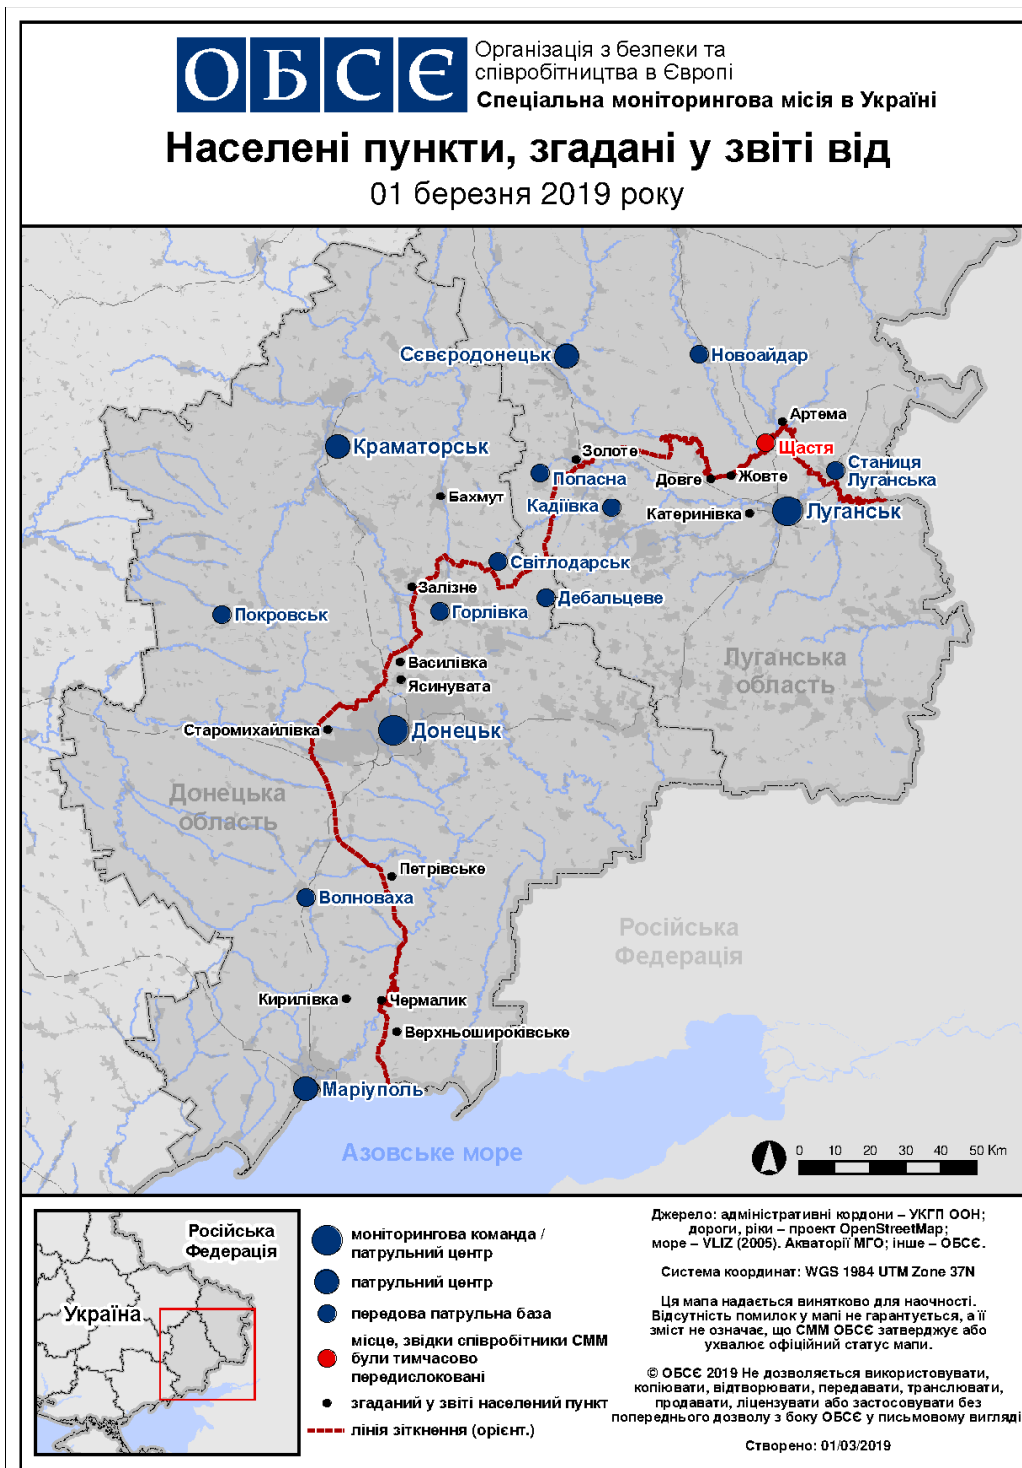 ОБСЄ
Організація з безпеки та
співробітництва в Європі
Спеціальна моніторингова місія в Україні
Населені пункти, згадані у звіті від
01 березня 2019 року
Сєвєродонецьк
Новоайдар
Артема
Щастя
Краматорськ
Золоте
Станиця
Луганська
Попасна
Довге
Жовте
Бахмут
Кадіївка
Катеринівка
Луганськ
Світлодарськ
Залізне
Дебальцеве
Покровськ
Горлівка
Василівка
Луганська
область
Ясинувата
Старомихайлівка
Донецьк
Донецька
область
Петрівське
Волноваха
Російська
Федерація
Кирилівка
Чермалик
Верхньошироківське
Маріуполь
Азовське море
0 10 20 30 40 50 Km
Російська
Федерація
Україна
моніторингова команда /
патрульний центр
патрульний центр
передова патрульна база
місце, звідки співробітники СММ
були тимчасово
передислоковані
згаданий у звіті населений пункт
лінія зіткнення (орієнт.)
Джерело: адміністративні кордони – УКГП ООН;
дороги, ріки – проект OpenStreetMap;
море – VLIZ (2005). Акваторії МГО; інше – ОБСЄ.
Система координат: WGS 1984 UTM Zone 37N
Ця мапа надається винятково для наочності.
Відсутність помилок у мапі не гарантується, а її
зміст не означає, що СММ ОБСЄ затверджує або
ухвалює офіційний статус мапи.
© ОБСЄ 2019 Не дозволяється використовувати,
копіювати, відтворювати, передавати, транслювати,
продавати, ліцензувати або застосовувати без
попереднього дозволу з боку ОБСЄ у письмовому вигляді
Створено: 01/03/2019